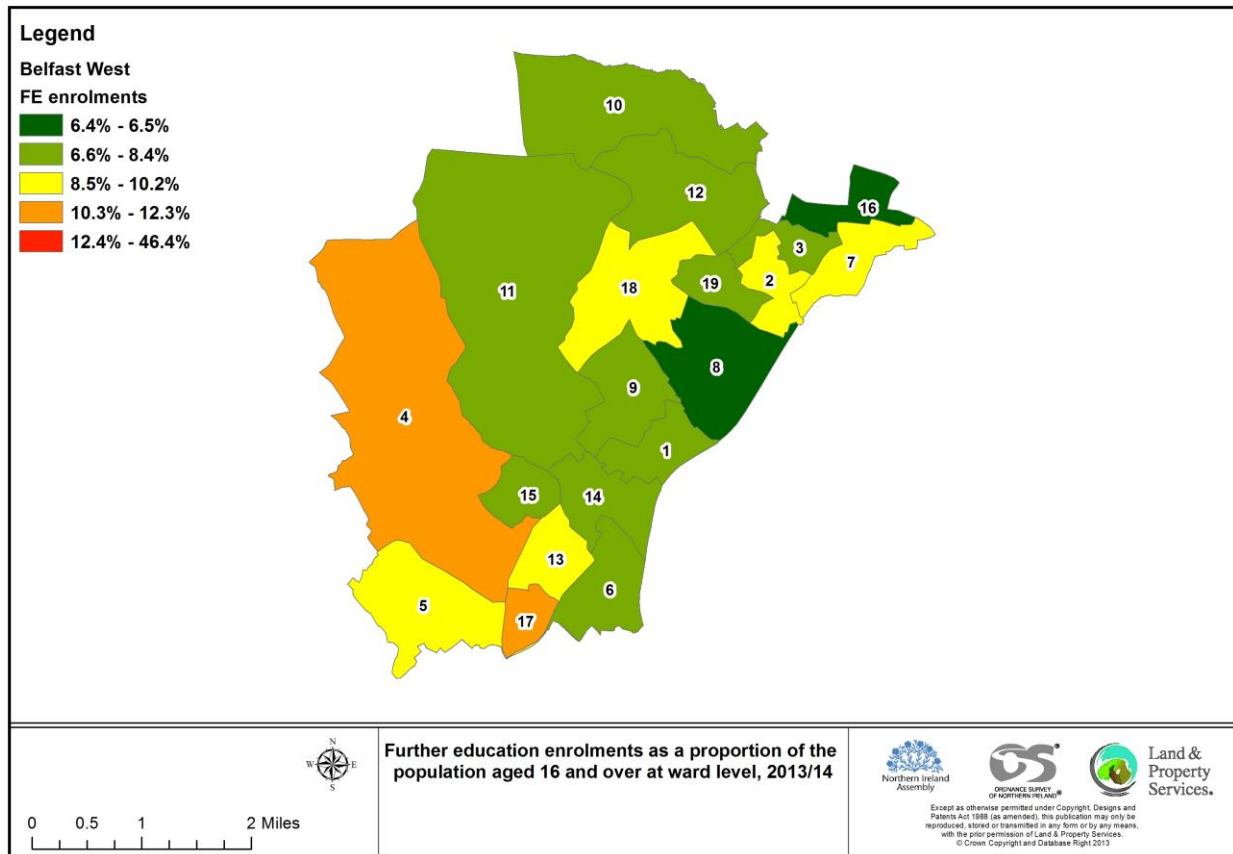 Legend
Belfast West
FE enrolments
6.4% - 6.5%
6.6% - 8.4%
8.5% - 10.2%
10.3% - 12.3%
12.4% - 46.4%
10
12
16
3
7
2
11
18
19
8
9
4
1
15
14
13
6
5
17
N
W E
S
0 0.5 1 2 Miles
Further education enrolments as a proportion of the
population aged 16 and over at ward level, 2013/14
Northern Ireland
Assembly
OS®
ORDNANCE SURVEY
OF NORTHERN IRELAND®
Land &
Property
Services.
Except as otherwise permitted under Copyright, Designs and
Patents Act 1988 (as amended), this publication may only be
reproduced, stored or transmitted in any form or by any means,
with the prior permission of Land & Property Services.
© Crown Copyright and Database Right 2013